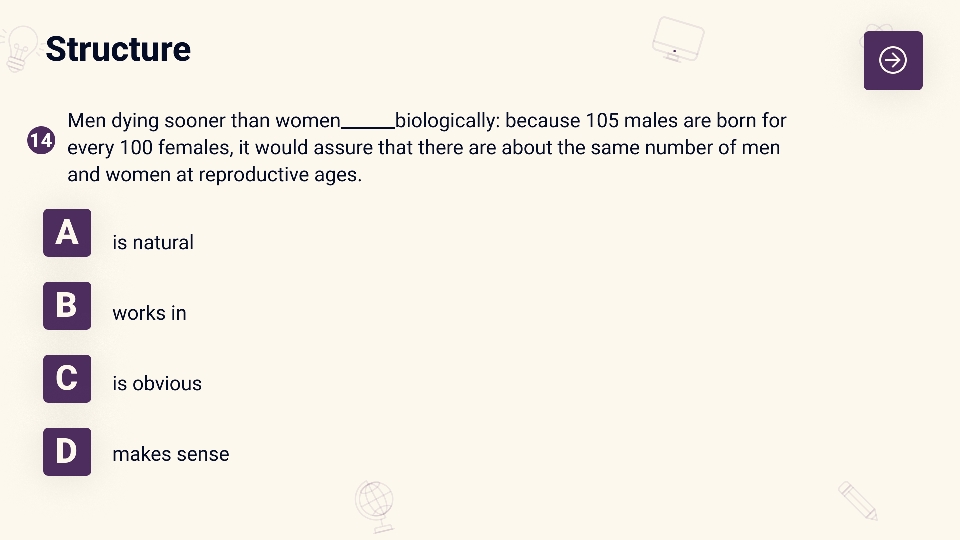 Structure
14
Men dying sooner than women______biologically: because 105 males are born for
every 100 females, it would assure that there are about the same number of men
and women at reproductive ages.
A
is natural
B
works in
C
is obvious
D
makes sense